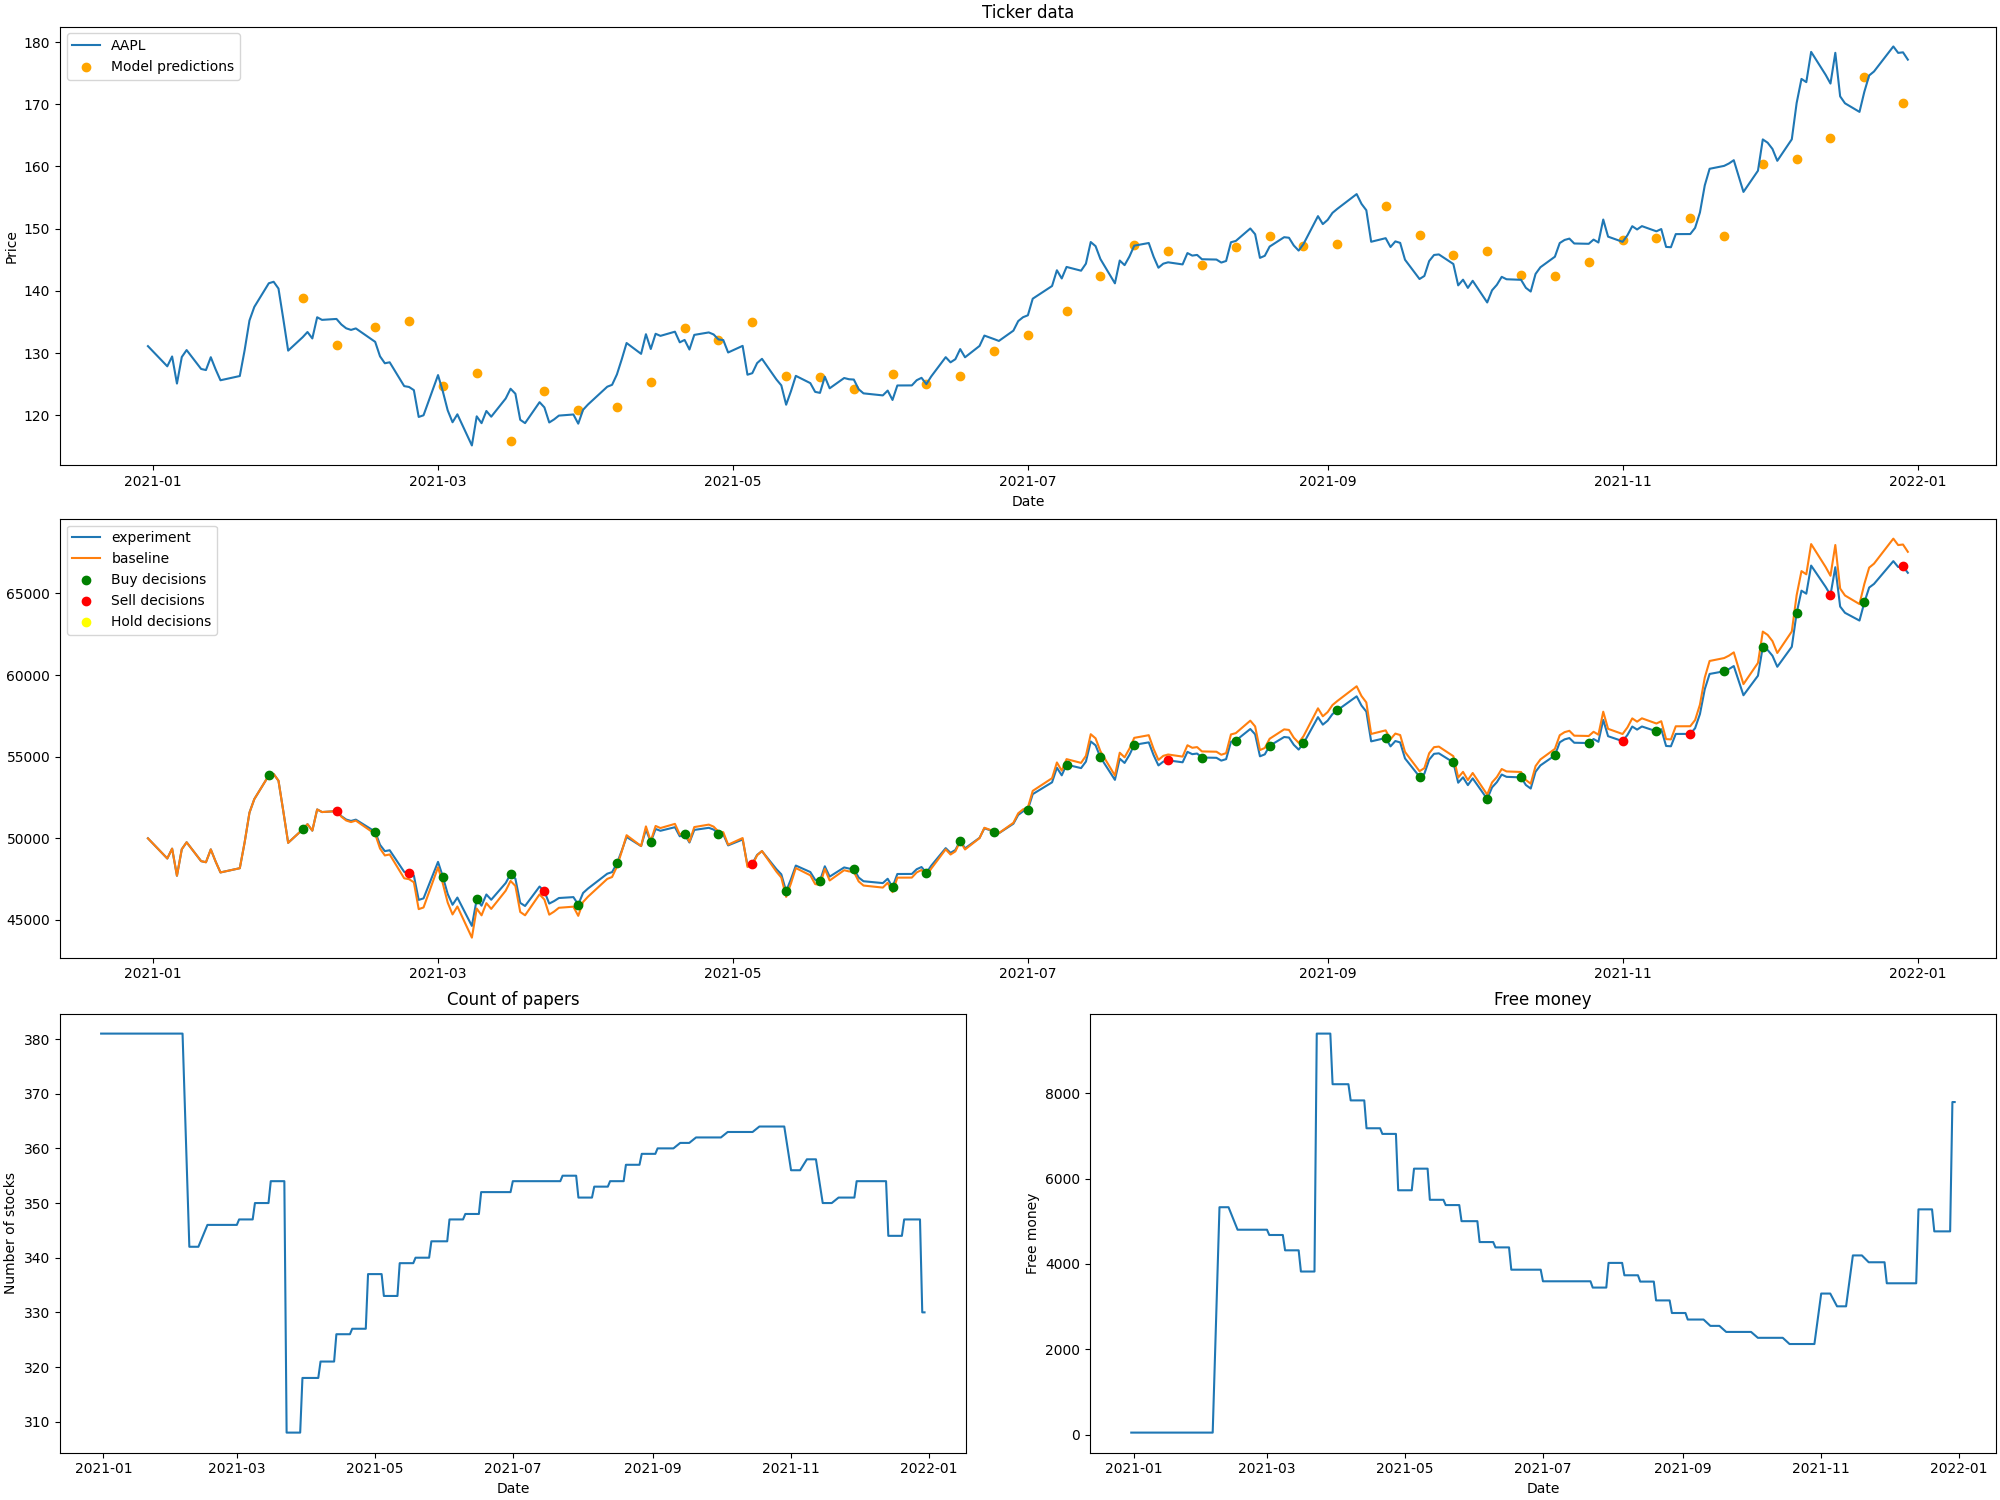 Ticker data
AAPL
Model predictions
180
170
160
150
140
130
120
Price
2021-01 2021-03 2021-05 2021-07 2021-09 2021-11 2022-01
Date
experiment
baseline
Buy decisions
Sell decisions
Hold decisions
65000
60000
55000
50000
45000
2021-01 2021-03 2021-05 2021-07 2021-09 2021-11 2022-01
Count of papers
380
370
360
350
340
330
320
310
Number of stocks
2021-01 2021-03 2021-05 2021-07 2021-09 2021-11 2022-01
Date
Free money
8000
6000
4000
2000
0
Free money
2021-01 2021-03 2021-05 2021-07 2021-09 2021-11 2022-01
Date